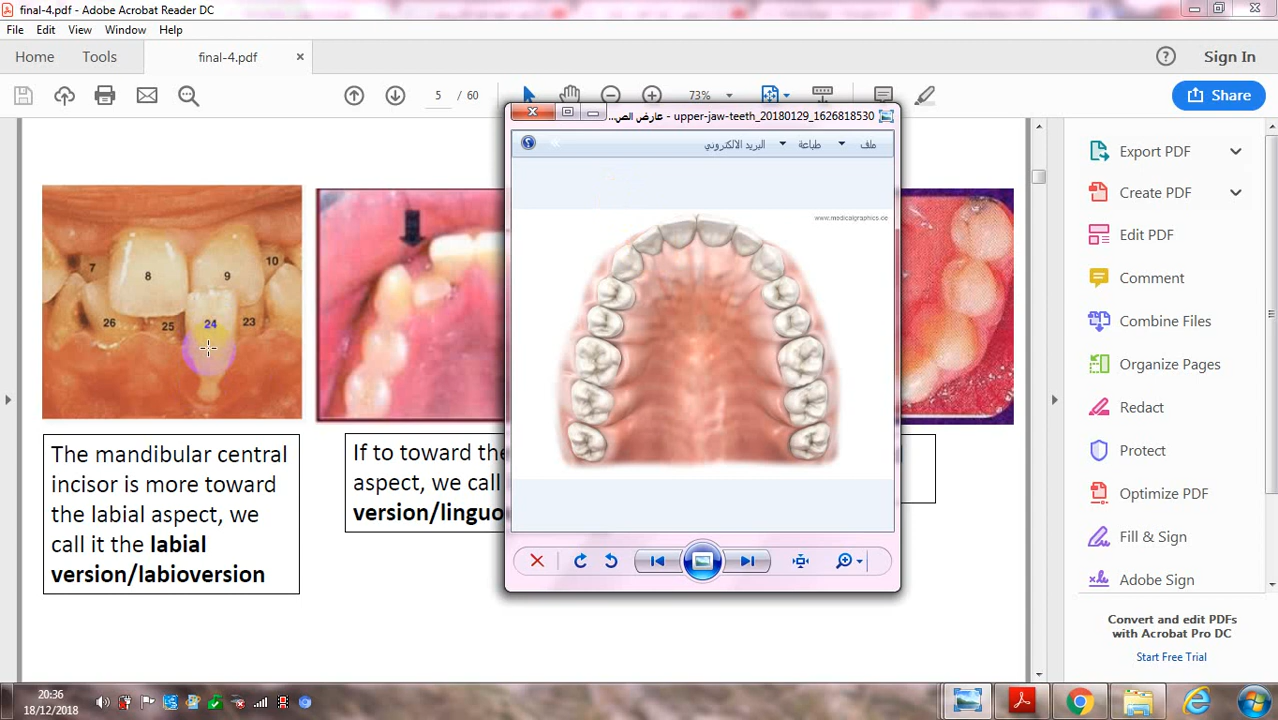 final-4.pdf - Adobe Acrobat Reader DC
File Edit View Window Help
Home Tools final-4.pdf ×
Sign In
5 / 60
73%
Share
upper-jaw-teeth_20180129_1626818530 - عارض الص...
ملف طباعة البريد الالكتروني
www.medicalgraphics.de
7 8 9 10
26 25 24 23
The mandibular central
incisor is more toward
the labial aspect, we
call it the labial
version/labioversion
If to toward the
aspect, we call
version/linguo
Export PDF
Create PDF
Edit PDF
Comment
Combine Files
Organize Pages
Redact
Protect
Optimize PDF
Fill & Sign
Adobe Sign
Convert and edit PDFs
with Acrobat Pro DC
Start Free Trial
20:36
18/12/2018